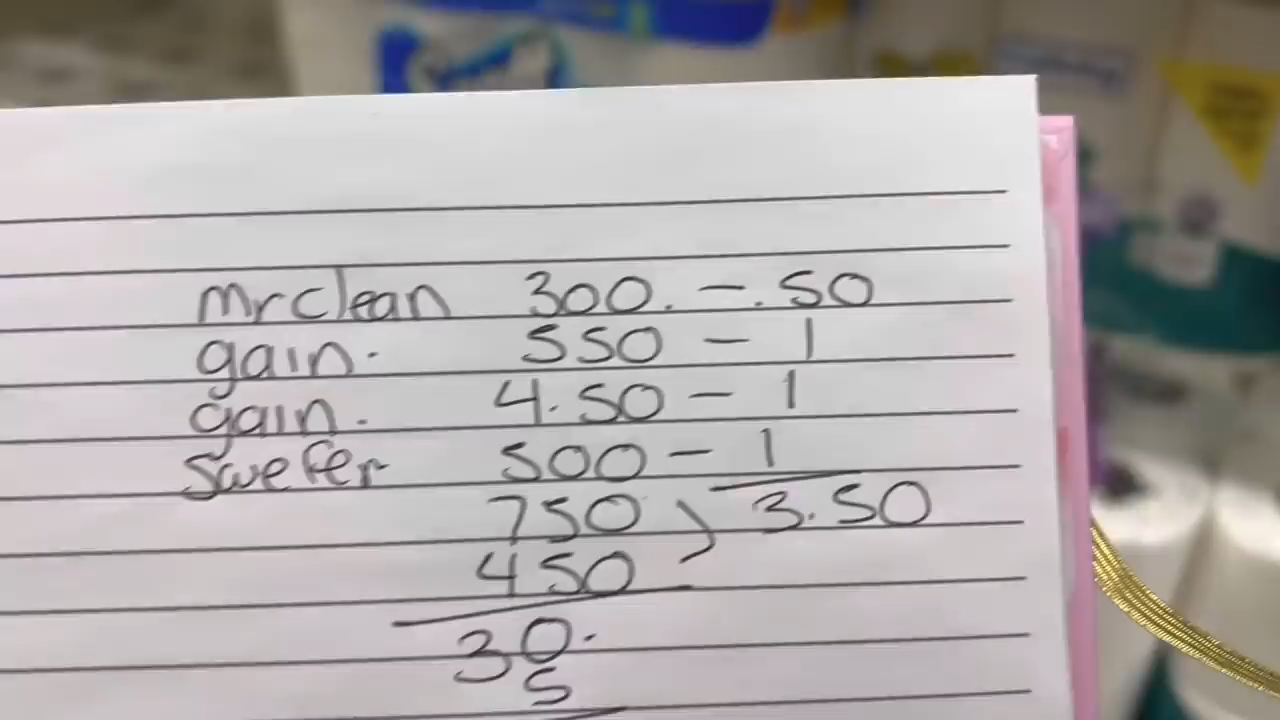 mrclean 300. - .50
gain. 550 - 1
gain. 4.50 - 1
swefer 500 - 1
750 3.50
450
30.
5